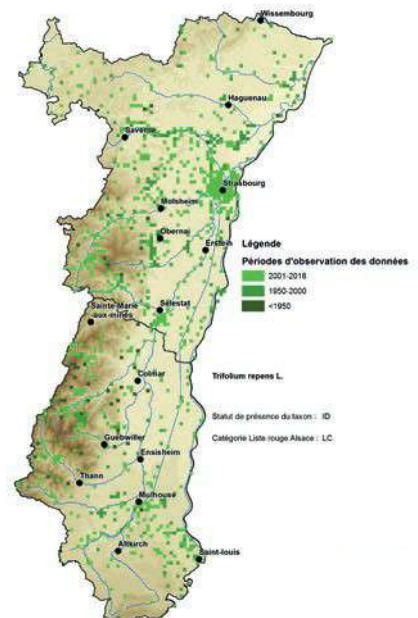 Wissembourg
Haguenau
Saverne
Strasbourg
Molsheim
Obernai
Erstein
Légende
Périodes d'observation des données
2001-2018
1950-2000
<1950
Sainte-Marie
-aux-mines
Sélestat
Colmar
Trifolium repens L.
Statut de présence du taxon : ID
Catégorie Liste rouge Alsace : LC
Guebwiller
Ensisheim
Thann
Mulhouse
Altkirch
Saint-louis